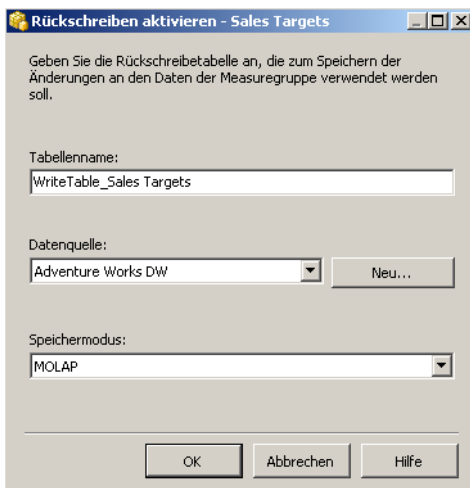 Rückschreiben aktivieren - Sales Targets
Geben Sie die Rückschreibetabelle an, die zum Speichern der
Änderungen an den Daten der Measuregruppe verwendet werden
soll.
Tabellenname:
WriteTable_Sales Targets
Datenquelle:
Adventure Works DW
Neu...
Speichermodus:
MOLAP
OK Abbrechen Hilfe